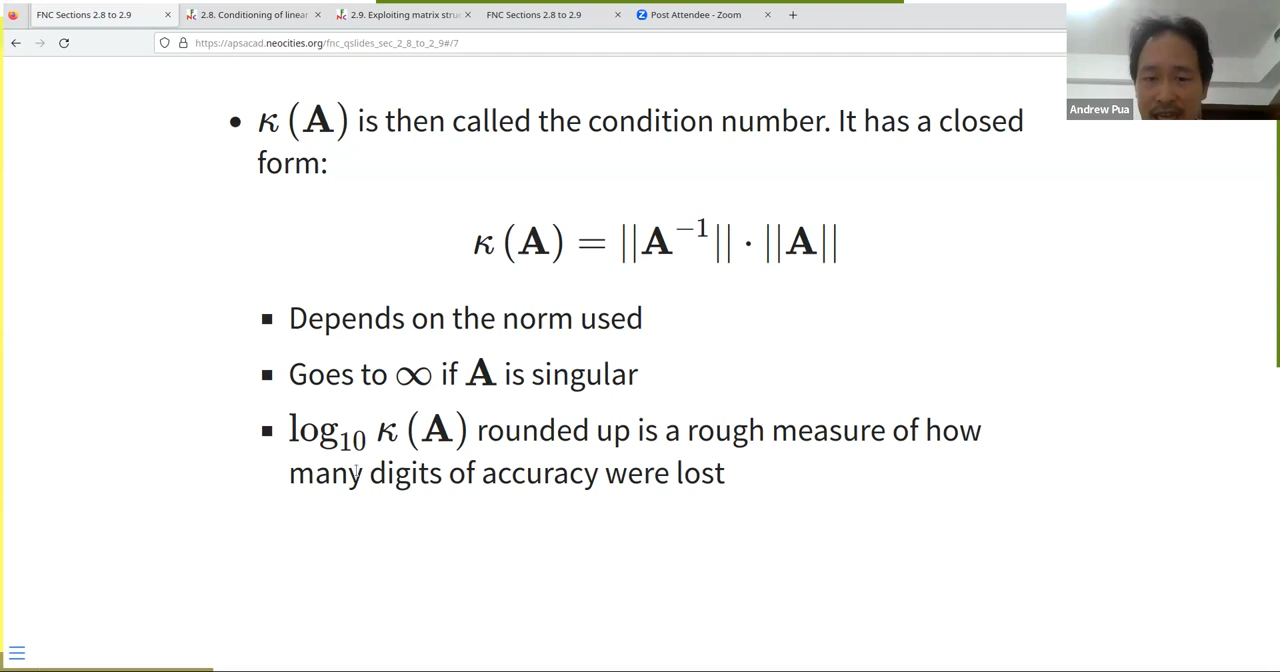 FNC Sections 2.8 to 2.9
2.8. Conditioning of linear
2.9. Exploiting matrix struc
FNC Sections 2.8 to 2.9
Post Attendee - Zoom
https://apsacad.neocities.org/fnc_qslides_sec_2_8_to_2_9#/7
Andrew Pua
• κ (A) is then called the condition number. It has a closed
form:
κ (A) = ||A⁻¹|| · ||A||
▪ Depends on the norm used
▪ Goes to ∞ if A is singular
▪ log₁₀ κ (A) rounded up is a rough measure of how
many digits of accuracy were lost